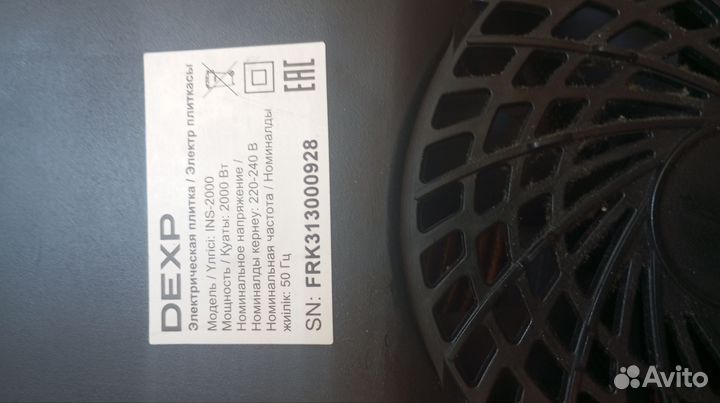 DEXP
Электрическая плитка / Электр плиткасы
Модель / Үлгісі: INS-2000
Мощность / Қуаты: 2000 Вт
Номинальное напряжение /
Номиналды кернеу: 220-240 В
Номинальная частота / Номиналды
жиілік: 50 Гц
SN: FRK313000928
EAC
Avito